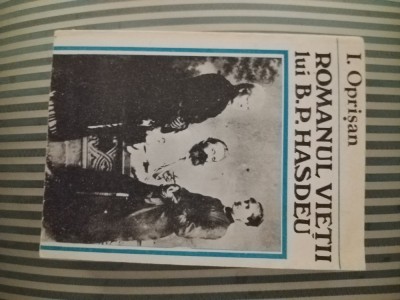 I. Oprișan
ROMANUL VIEȚII
lui B.P. HASDEU